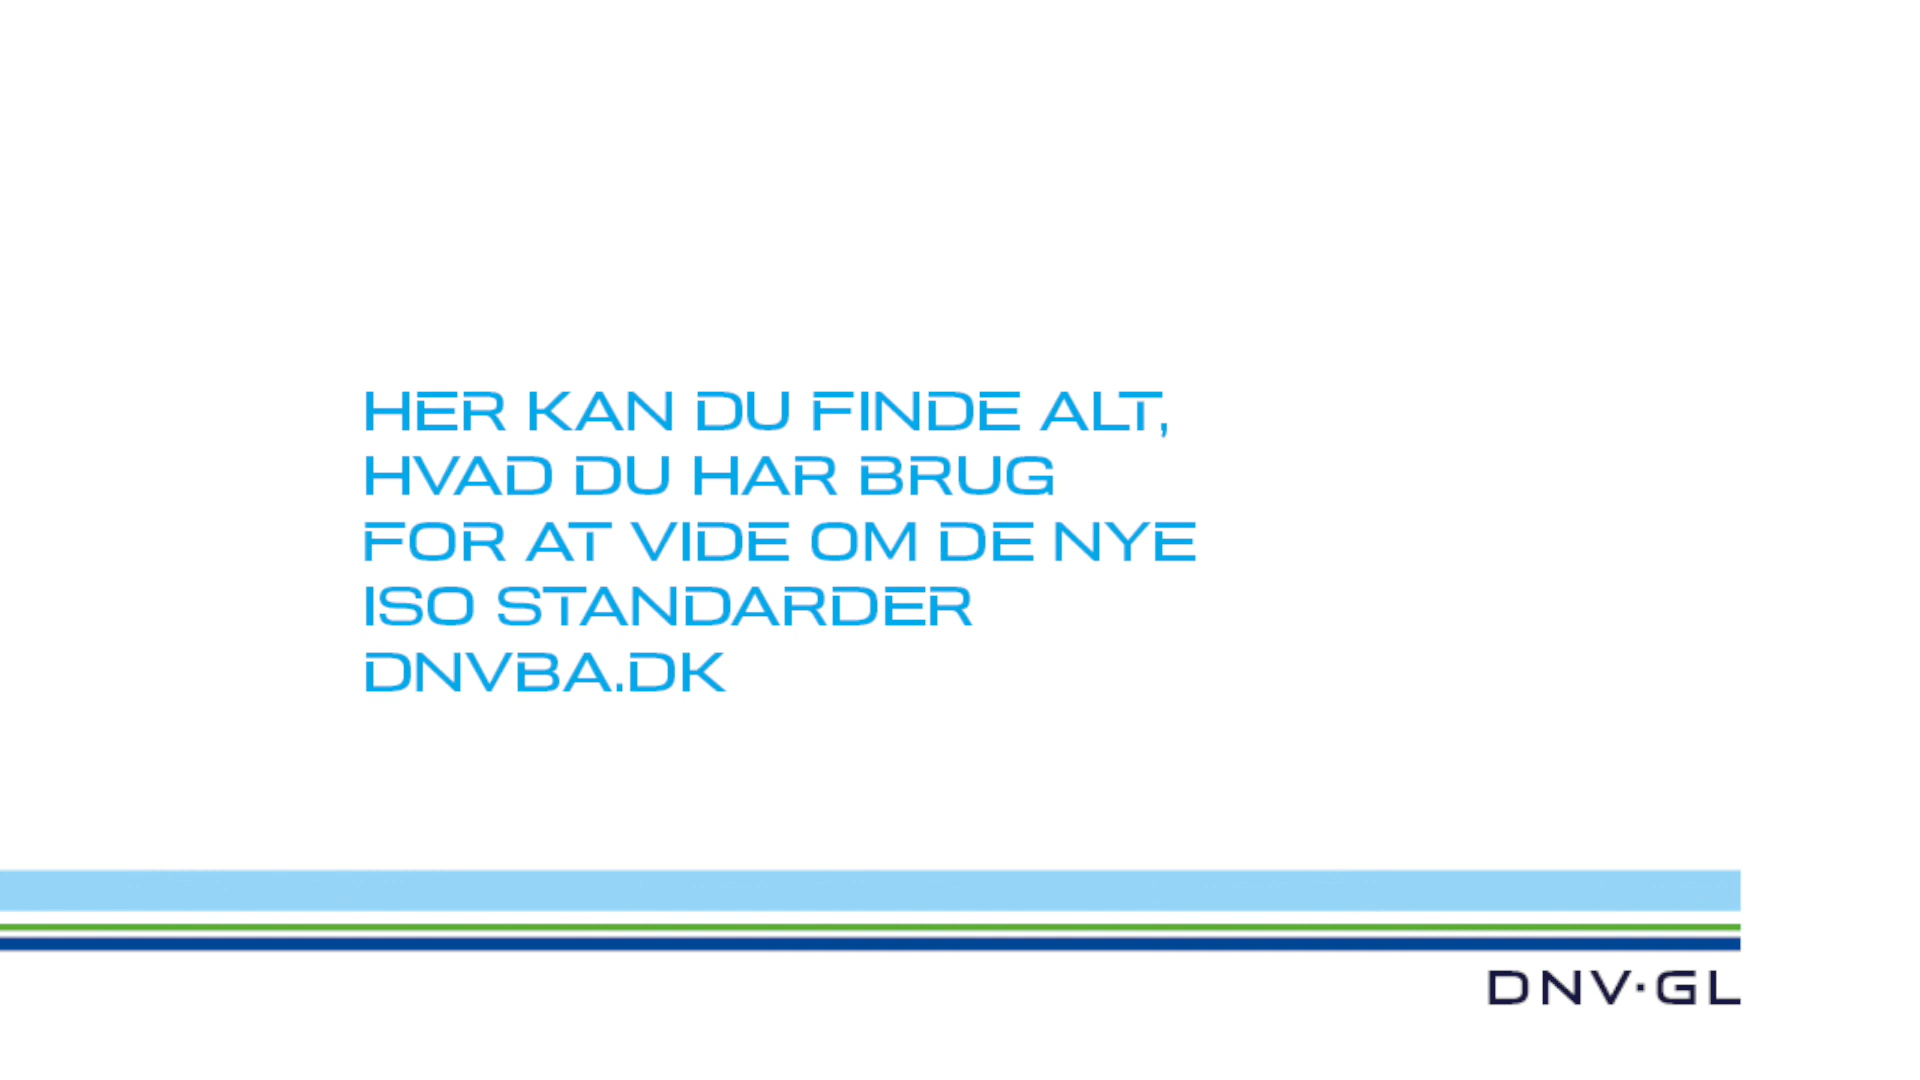 HER KAN DU FINDE ALT,
HVAD DU HAR BRUG
FOR AT VIDE OM DE NYE
ISO STANDARDER
DNVBA.DK
DNV·GL